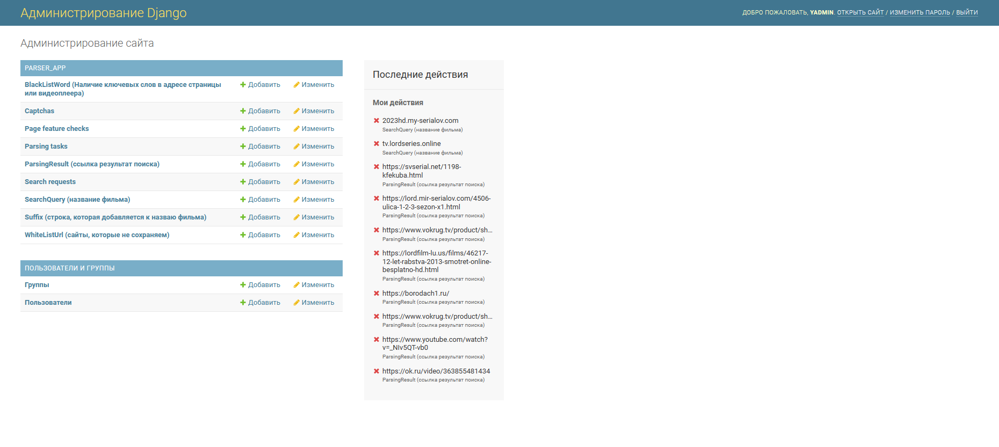 Администрирование Django
ДОБРО ПОЖАЛОВАТЬ, YADMIN. ОТКРЫТЬ САЙТ / ИЗМЕНИТЬ ПАРОЛЬ / ВЫЙТИ
Администрирование сайта
PARSER_APP
BlackListWord (Наличие ключевых слов в адресе страницы
или видеоплеера)
Добавить Изменить
Captchas Добавить Изменить
Page feature checks Добавить Изменить
Parsing tasks Добавить Изменить
ParsingResult (ссылка результат поиска) Добавить Изменить
Search requests Добавить Изменить
SearchQuery (название фильма) Добавить Изменить
Suffix (строка, которая добавляется к назваю фильма) Добавить Изменить
WhiteListUrl (сайты, которые не сохраняем) Добавить Изменить
ПОЛЬЗОВАТЕЛИ И ГРУППЫ
Группы Добавить Изменить
Пользователи Добавить Изменить
Последние действия
Мои действия
2023hd.my-serialov.com
SearchQuery (название фильма)
tv.lordseries.online
SearchQuery (название фильма)
https://svserial.net/1198-
kfekuba.html
ParsingResult (ссылка результат поиска)
https://lord.mir-serialov.com/4506-
ulica-1-2-3-sezon-x1.html
ParsingResult (ссылка результат поиска)
https://www.vokrug.tv/product/sh…
ParsingResult (ссылка результат поиска)
https://lordfilm-lu.us/films/46217-
12-let-rabstva-2013-smotret-online-
besplatno-hd.html
ParsingResult (ссылка результат поиска)
https://borodach1.ru/
ParsingResult (ссылка результат поиска)
https://www.vokrug.tv/product/sh…
ParsingResult (ссылка результат поиска)
https://www.youtube.com/watch?
v=_NIv5QT-vb0
ParsingResult (ссылка результат поиска)
https://ok.ru/video/363855481434
ParsingResult (ссылка результат поиска)